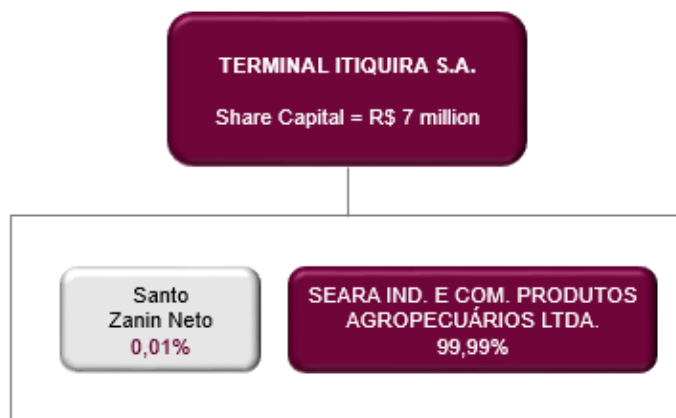 TERMINAL ITIQUIRA S.A.
Share Capital = R$ 7 million
Santo
Zanin Neto
0,01%
SEARA IND. E COM. PRODUTOS
AGROPECUÁRIOS LTDA.
99,99%